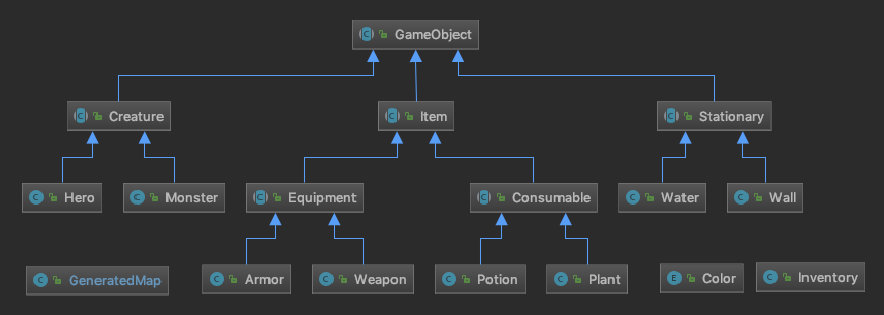 GameObject
Creature
Item
Stationary
Hero
Monster
Equipment
Consumable
Water
Wall
GeneratedMap
Armor
Weapon
Potion
Plant
Color
Inventory